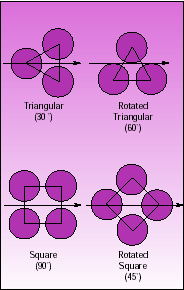 Triangular
(30˚)
Rotated
Triangular
(60˚)
Square
(90˚)
Rotated
Square
(45˚)